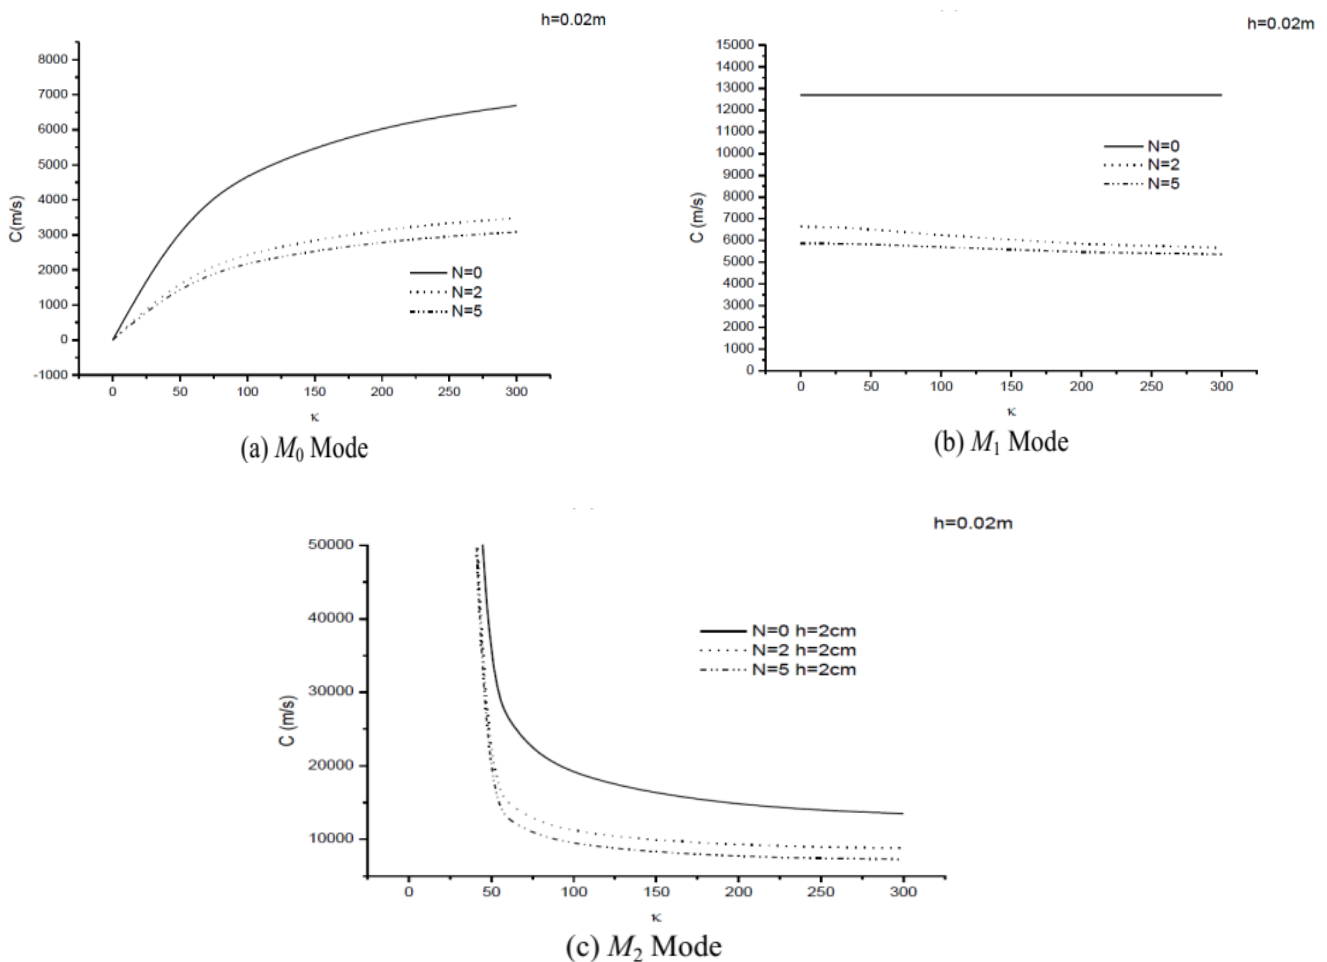 h=0.02m
8000
7000
6000
5000
4000
3000
2000
1000
0
-1000
C(m/s)
N=0
N=2
N=5
0 50 100 150 200 250 300
κ
(a) M0 Mode
h=0.02m
15000
14000
13000
12000
11000
10000
9000
8000
7000
6000
5000
4000
3000
2000
1000
0
C (m/s)
N=0
N=2
N=5
0 50 100 150 200 250 300
κ
(b) M1 Mode
h=0.02m
50000
40000
30000
20000
10000
C (m/s)
N=0 h=2cm
N=2 h=2cm
N=5 h=2cm
0 50 100 150 200 250 300
κ
(c) M2 Mode